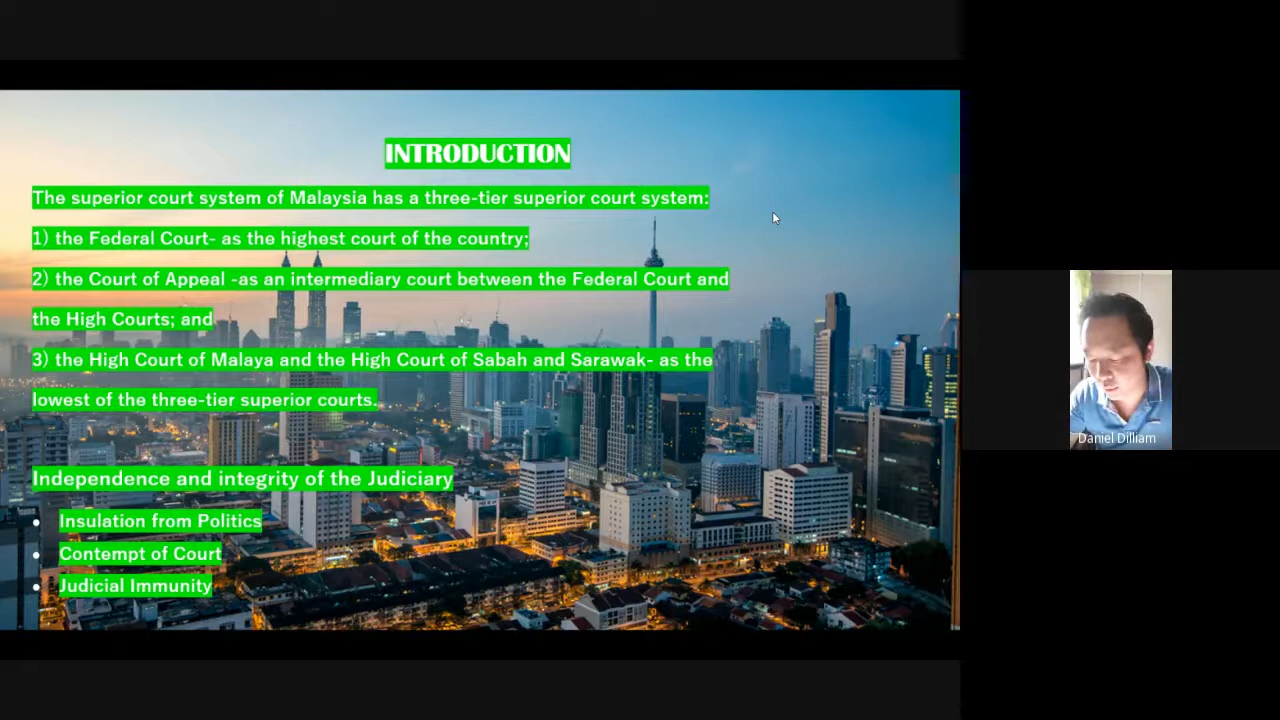 INTRODUCTION
The superior court system of Malaysia has a three-tier superior court system:
1) the Federal Court- as the highest court of the country;
2) the Court of Appeal -as an intermediary court between the Federal Court and
the High Courts; and
3) the High Court of Malaya and the High Court of Sabah and Sarawak- as the
lowest of the three-tier superior courts.
Independence and integrity of the Judiciary
• Insulation from Politics
• Contempt of Court
• Judicial Immunity
Daniel Dilliam